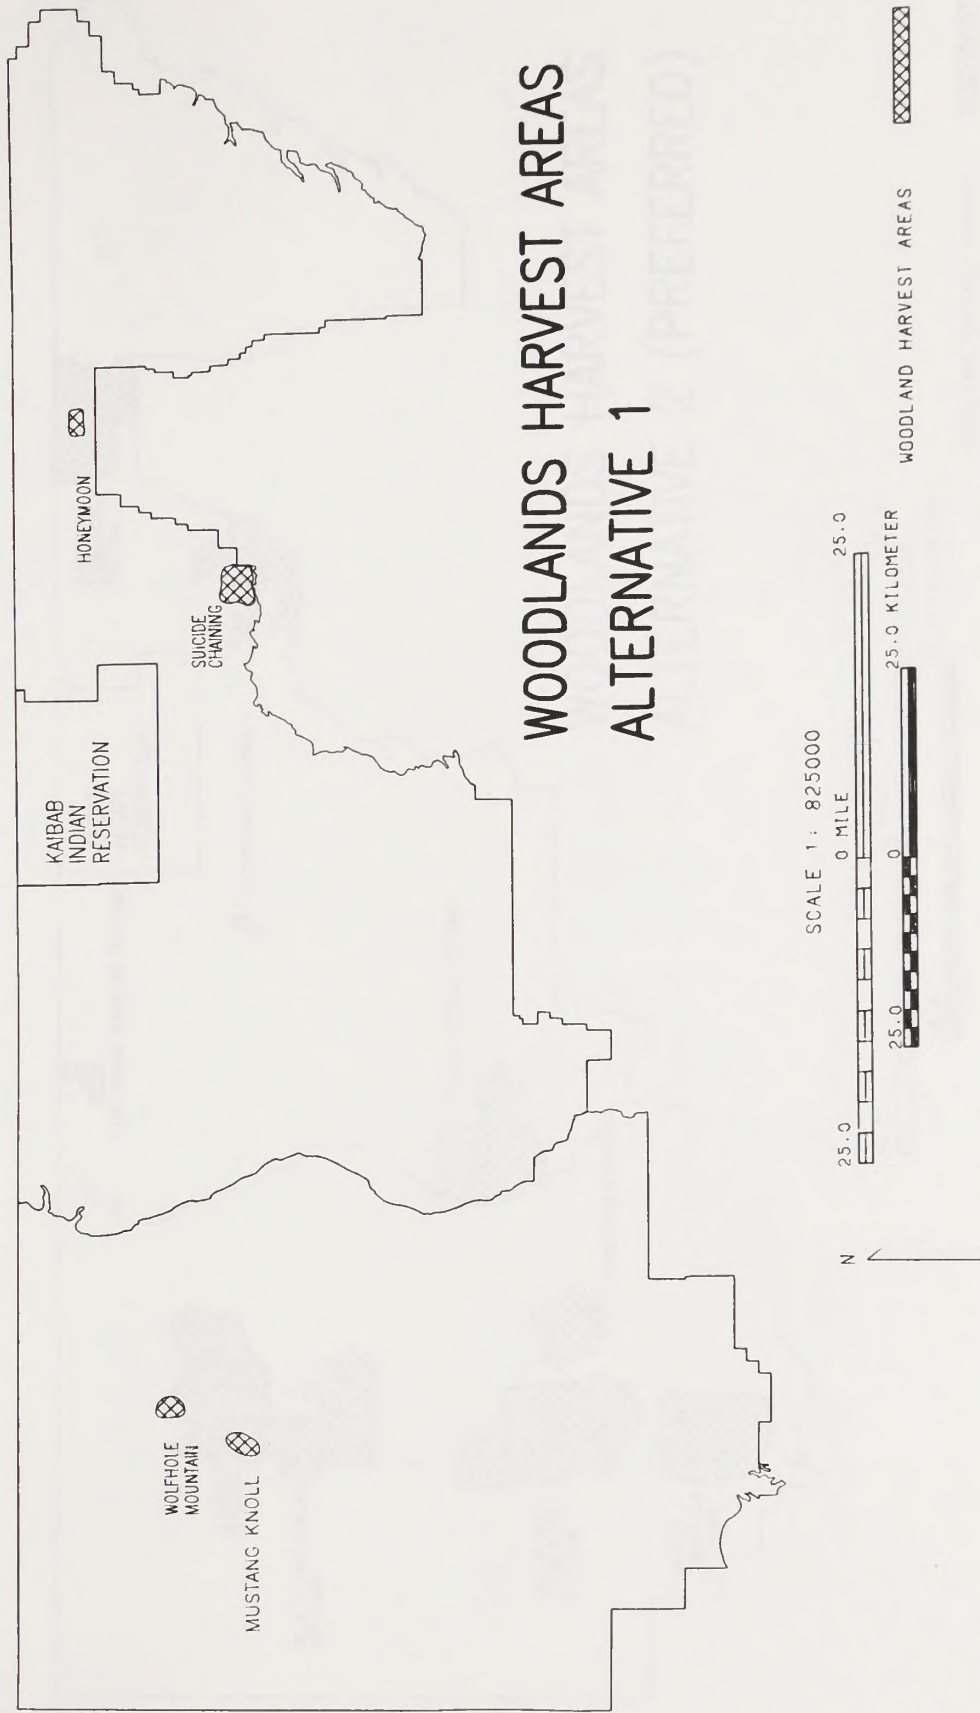 HONEYMOON
KAIBAB
INDIAN
RESERVATION
SUICIDE
CHAINING
WOLFHOLE
MOUNTAIN
MUSTANG KNOLL
WOODLANDS HARVEST AREAS
ALTERNATIVE 1
SCALE 1: 825000
25.0 0 MILE 25.0
25.0 0 25.0 KILOMETER
N
WOODLAND HARVEST AREAS